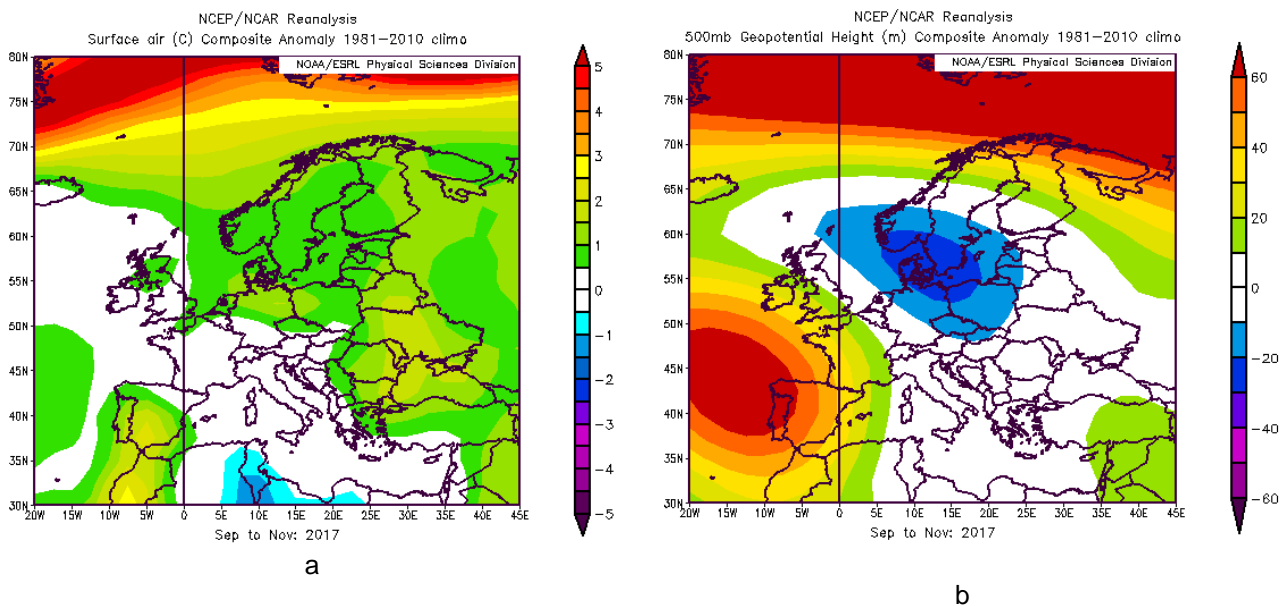 NCEP/NCAR Reanalysis
Surface air (C) Composite Anomaly 1981-2010 climo
NOAA/ESRL Physical Sciences Division
80N
75N
70N
65N
60N
55N
50N
45N
40N
35N
30N
20W 15W 10W 5W 0 5E 10E 15E 20E 25E 30E 35E 40E 45E
Sep to Nov: 2017
5
4
3
2
1
0
-1
-2
-3
-4
-5
a
NCEP/NCAR Reanalysis
500mb Geopotential Height (m) Composite Anomaly 1981-2010 climo
NOAA/ESRL Physical Sciences Division
80N
75N
70N
65N
60N
55N
50N
45N
40N
35N
30N
20W 15W 10W 5W 0 5E 10E 15E 20E 25E 30E 35E 40E 45E
Sep to Nov: 2017
60
40
20
0
-20
-40
-60
b